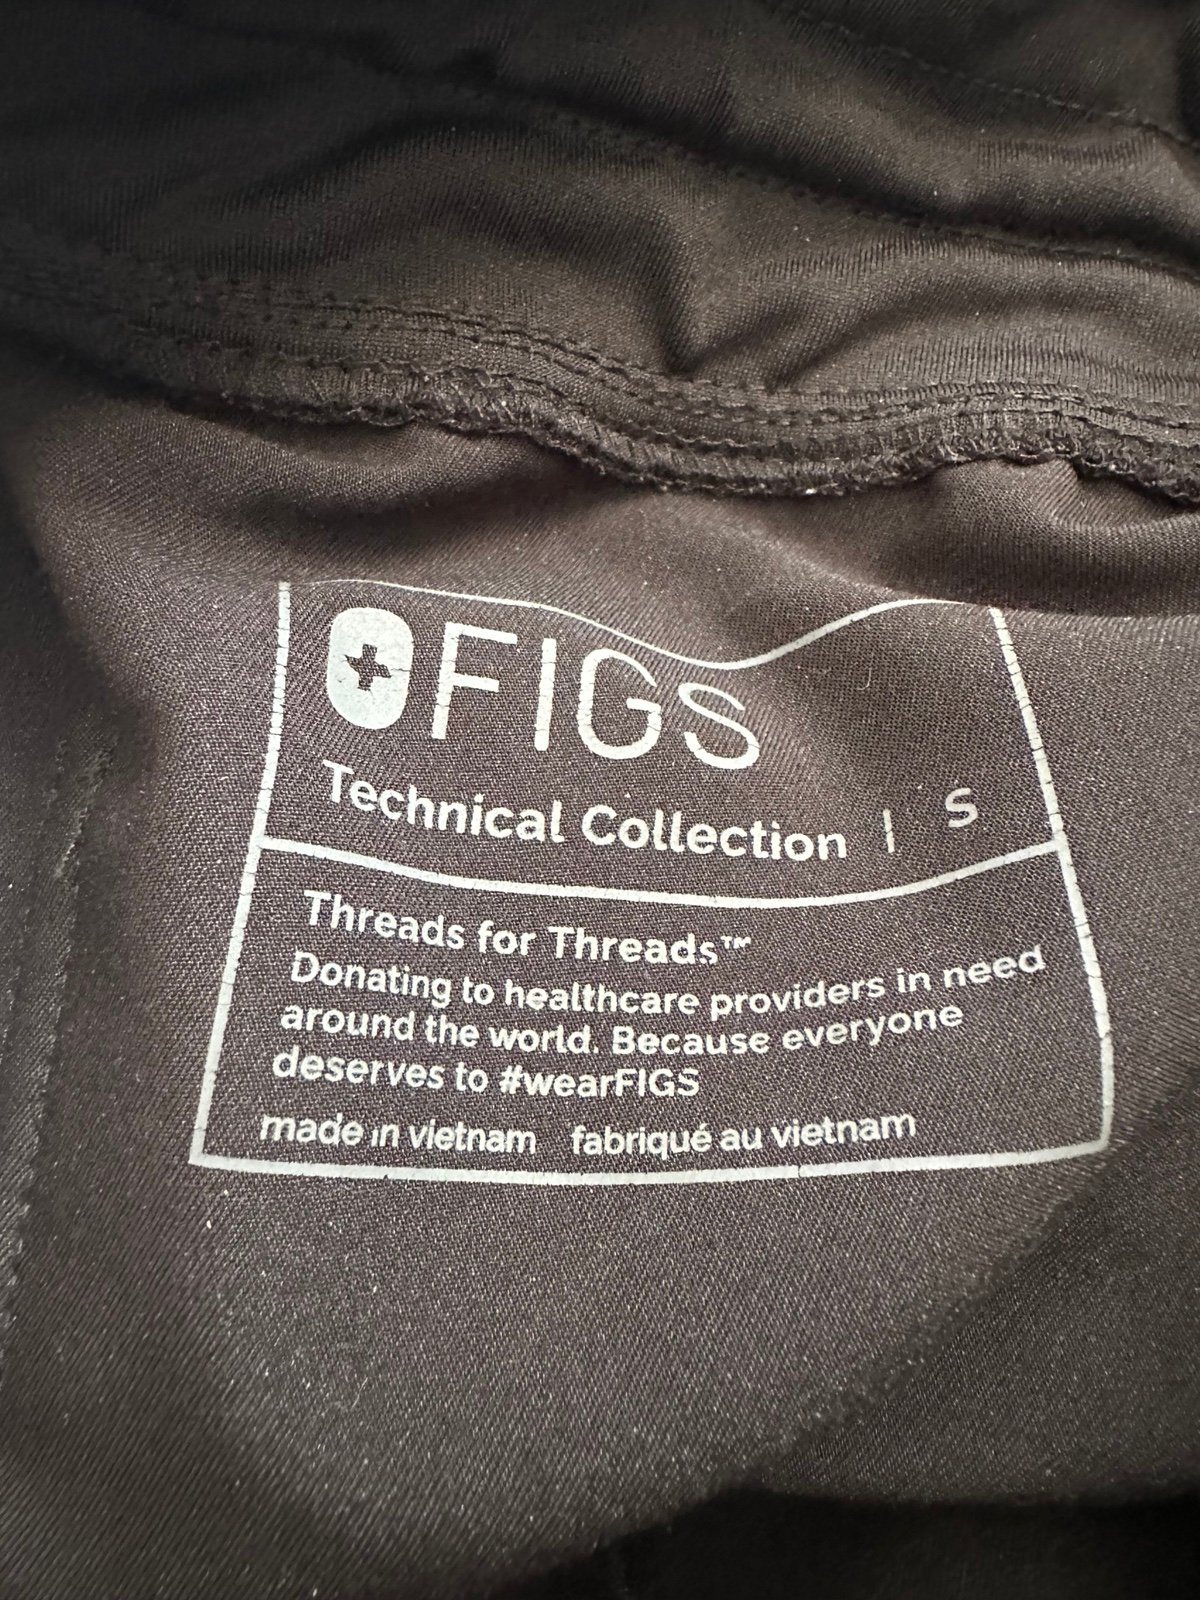 FIGS
Technical Collection | S
Threads for Threads™
Donating to healthcare providers in need
around the world. Because everyone
deserves to #wearFIGS
made in vietnam fabriqué au vietnam